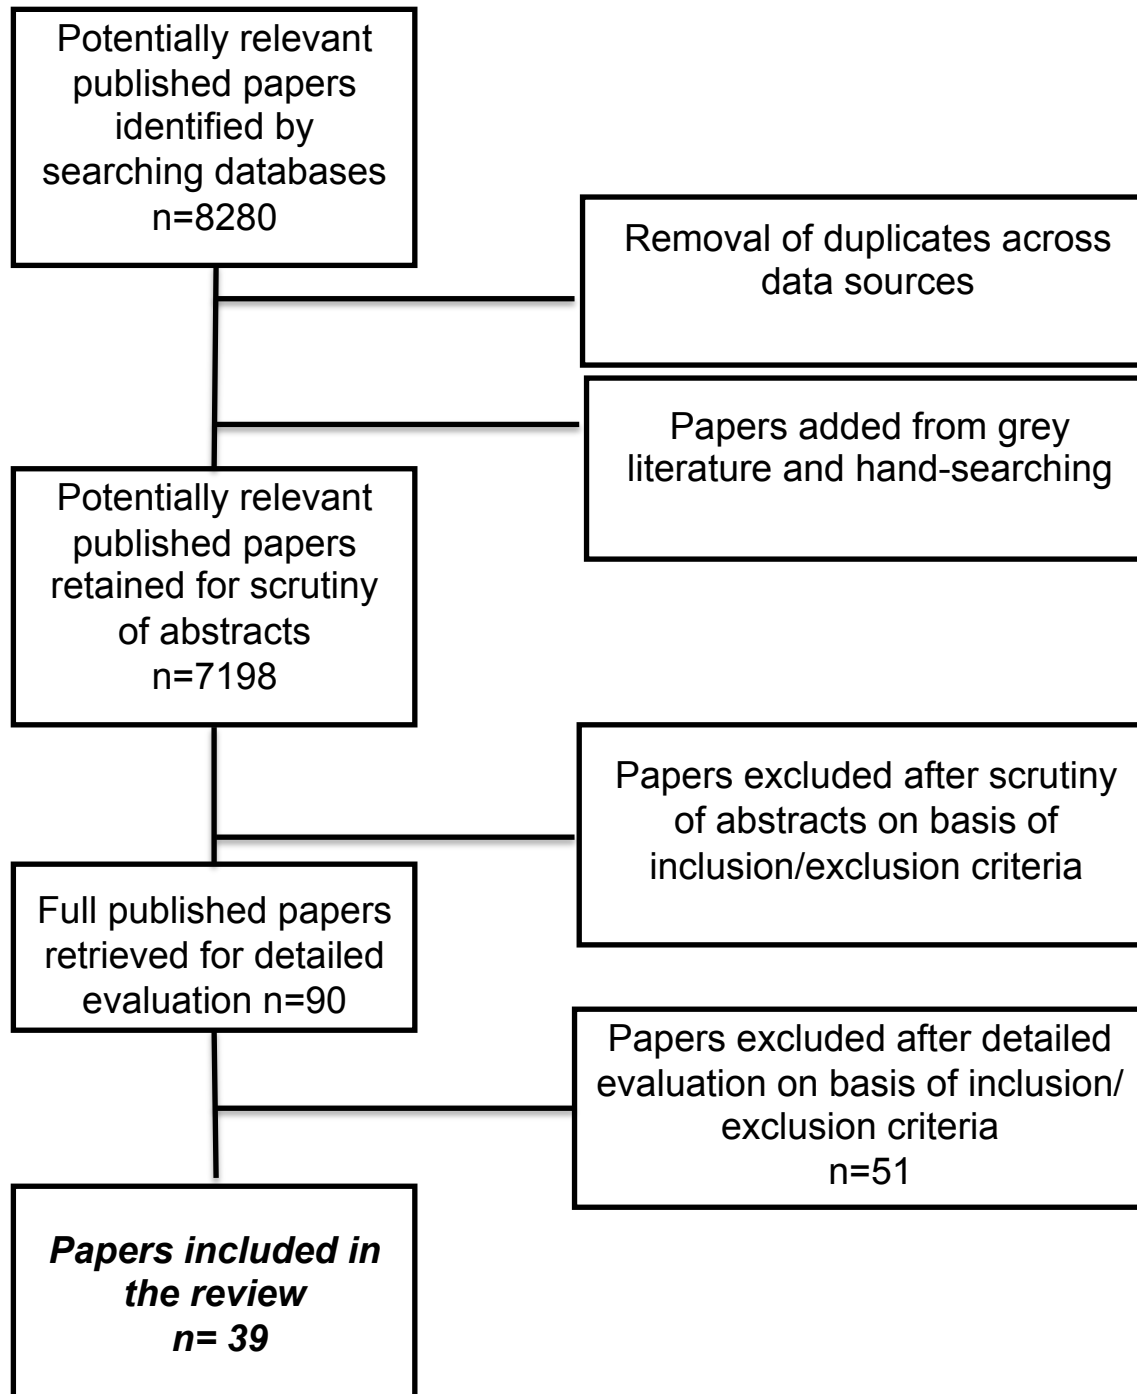 Potentially relevant
published papers
identified by
searching databases
n=8280
Removal of duplicates across
data sources
Papers added from grey
literature and hand-searching
Potentially relevant
published papers
retained for scrutiny
of abstracts
n=7198
Papers excluded after scrutiny
of abstracts on basis of
inclusion/exclusion criteria
Full published papers
retrieved for detailed
evaluation n=90
Papers excluded after detailed
evaluation on basis of inclusion/
exclusion criteria
n=51
Papers included in
the review
n= 39